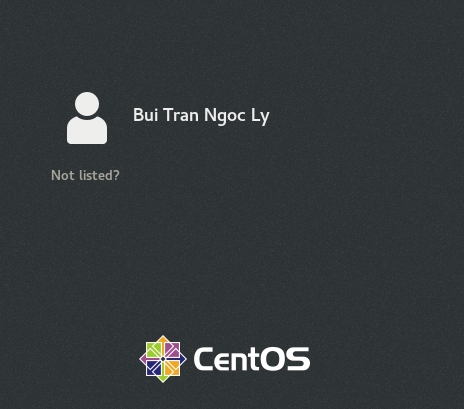 Bui Tran Ngoc Ly
Not listed?
CentOS